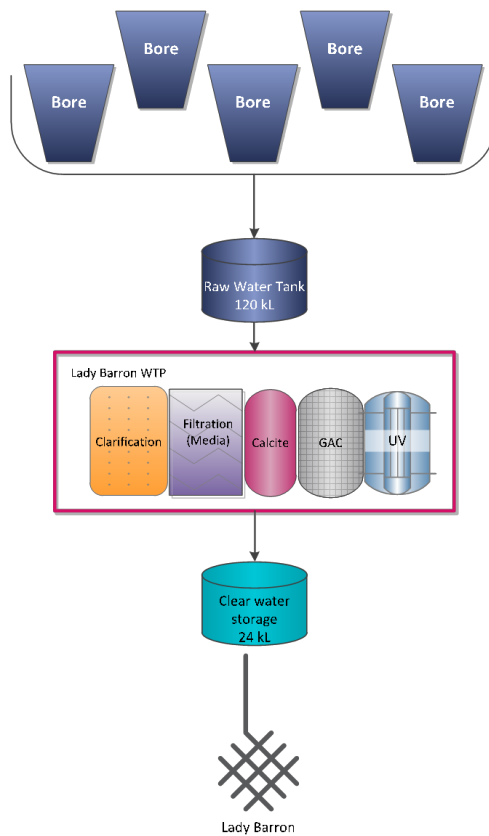 Bore
Bore
Bore
Bore
Bore
Raw Water Tank
120 kL
Lady Barron WTP
Clarification
Filtration
(Media)
Calcite
GAC
UV
Clear water
storage
24 kL
Lady Barron